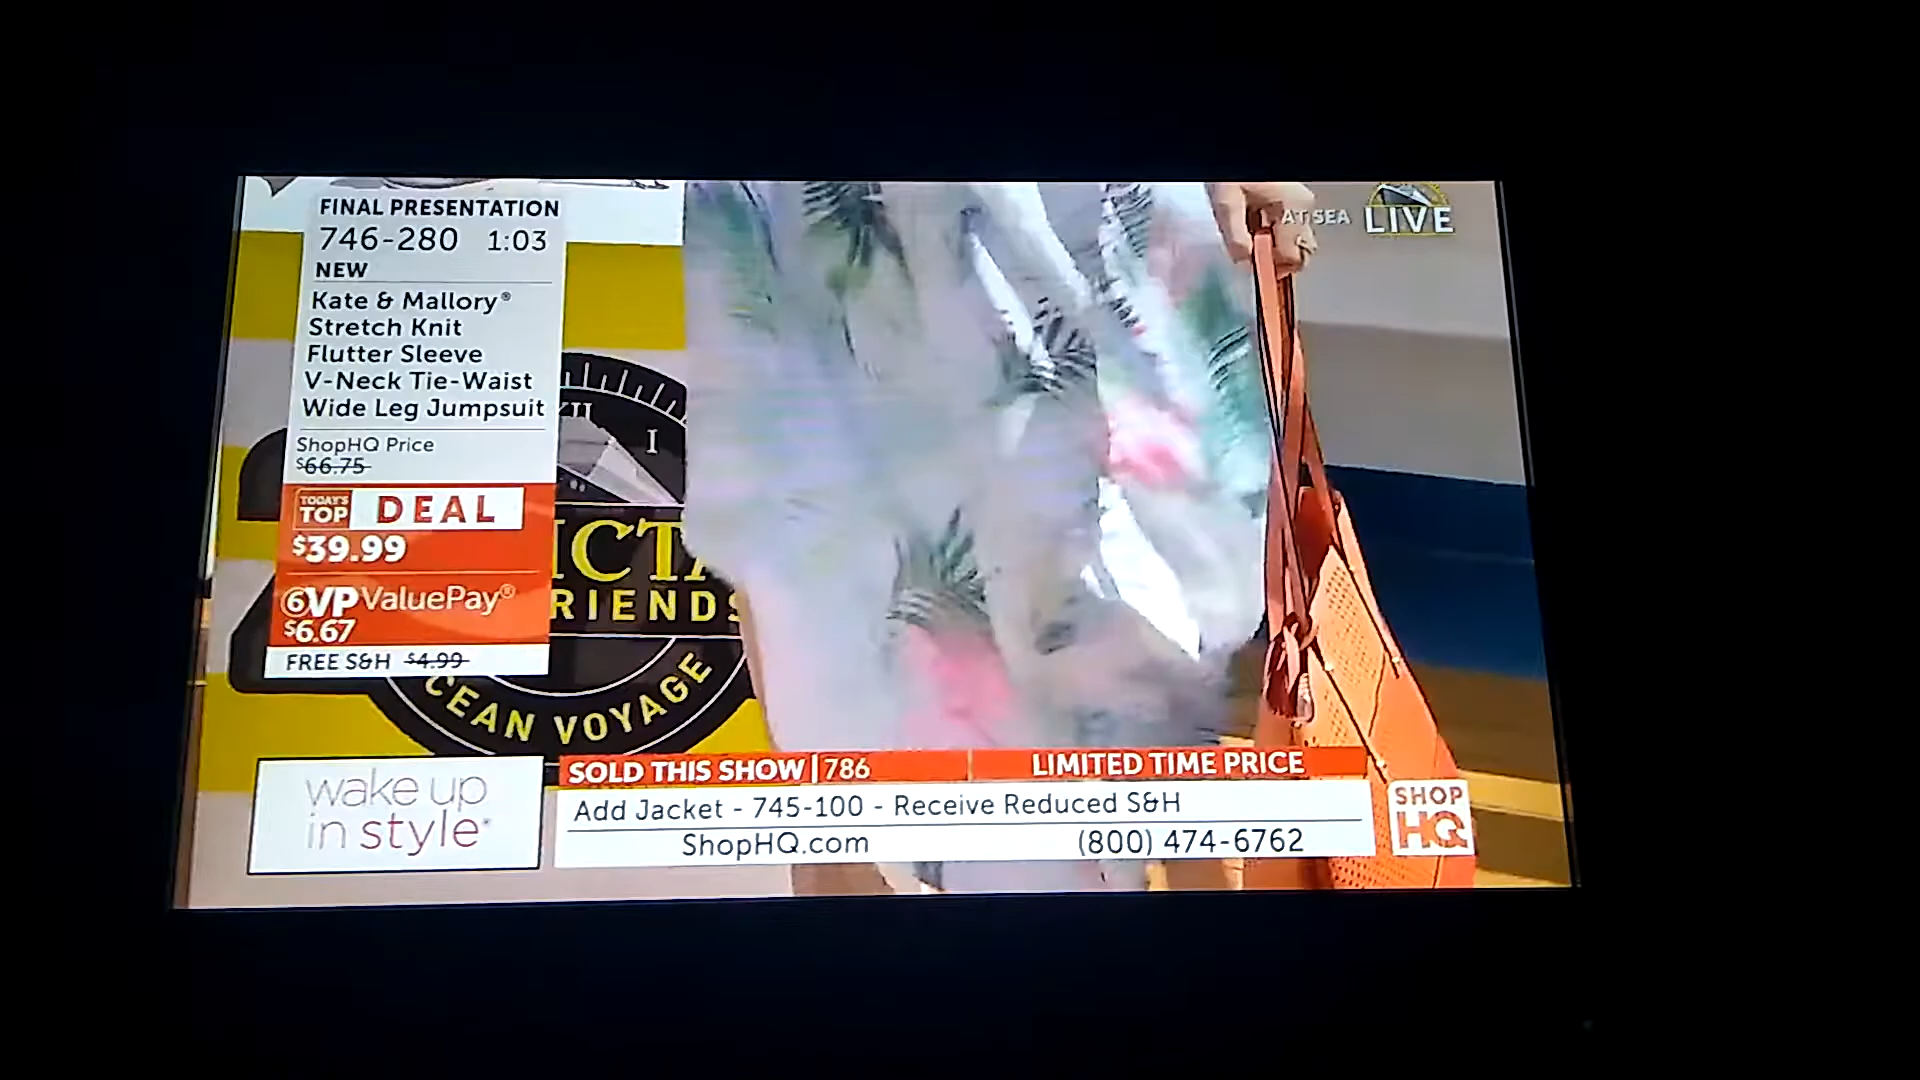 FINAL PRESENTATION
746-280 1:03
NEW
Kate & Mallory®
Stretch Knit
Flutter Sleeve
V-Neck Tie-Waist
Wide Leg Jumpsuit
ShopHQ Price
$66.75
TODAY'S
TOP
DEAL
$39.99
6VP ValuePay®
$6.67
FREE S&H $4.99
AT SEA LIVE
XII I
ICTA
RIENDS
CEAN VOYAGE
wake up
in style
SOLD THIS SHOW | 786 LIMITED TIME PRICE
Add Jacket - 745-100 - Receive Reduced S&H
ShopHQ.com (800) 474-6762
SHOP
HQ